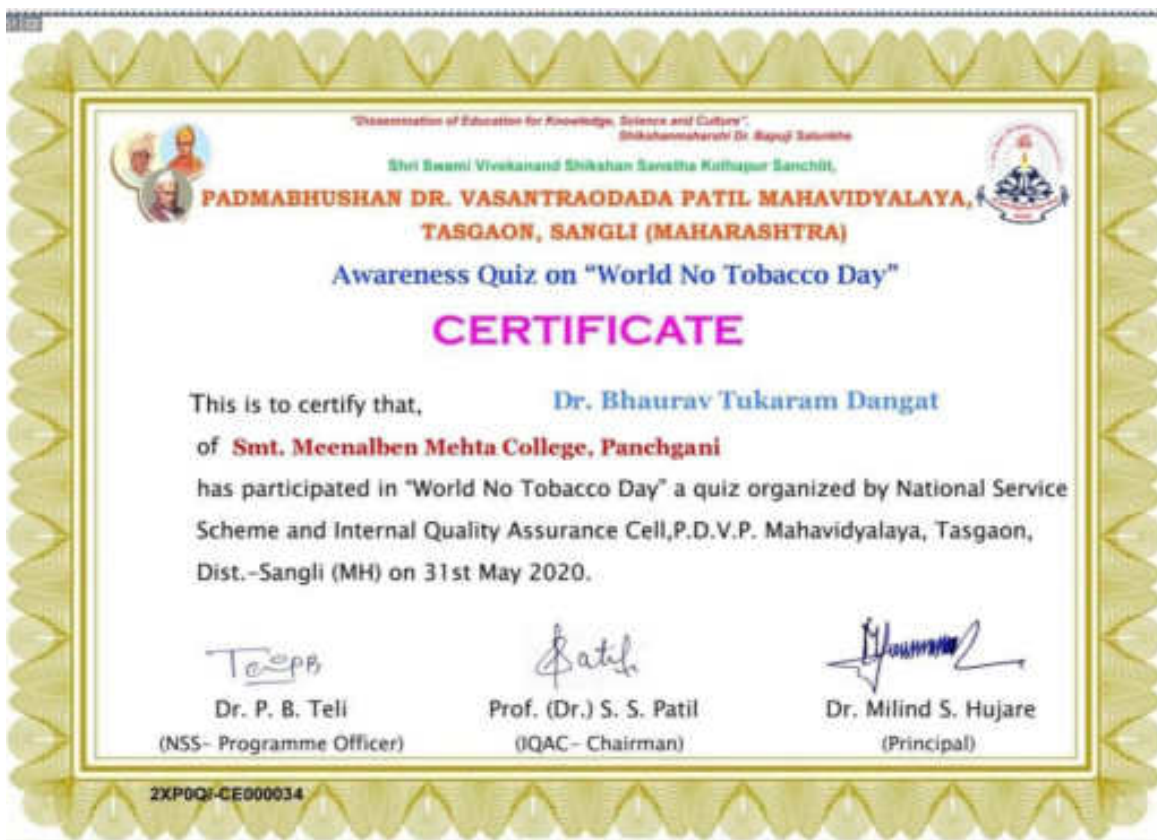 "Dissemination of Education for Knowledge, Science and Culture".
Shikshanmaharshi Dr. Bapuji Salunkhe
Shri Swami Vivekanand Shikshan Sanstha Kolhapur Sanchlit,
PADMABHUSHAN DR. VASANTRAODADA PATIL MAHAVIDYALAYA,
TASGAON, SANGLI (MAHARASHTRA)
Awareness Quiz on “World No Tobacco Day”
CERTIFICATE
This is to certify that, Dr. Bhaurav Tukaram Dangat
of Smt. Meenalben Mehta College, Panchgani
has participated in “World No Tobacco Day” a quiz organized by National Service
Scheme and Internal Quality Assurance Cell,P.D.V.P. Mahavidyalaya, Tasgaon,
Dist.-Sangli (MH) on 31st May 2020.
Dr. P. B. Teli Prof. (Dr.) S. S. Patil Dr. Milind S. Hujare
(NSS- Programme Officer) (IQAC- Chairman) (Principal)